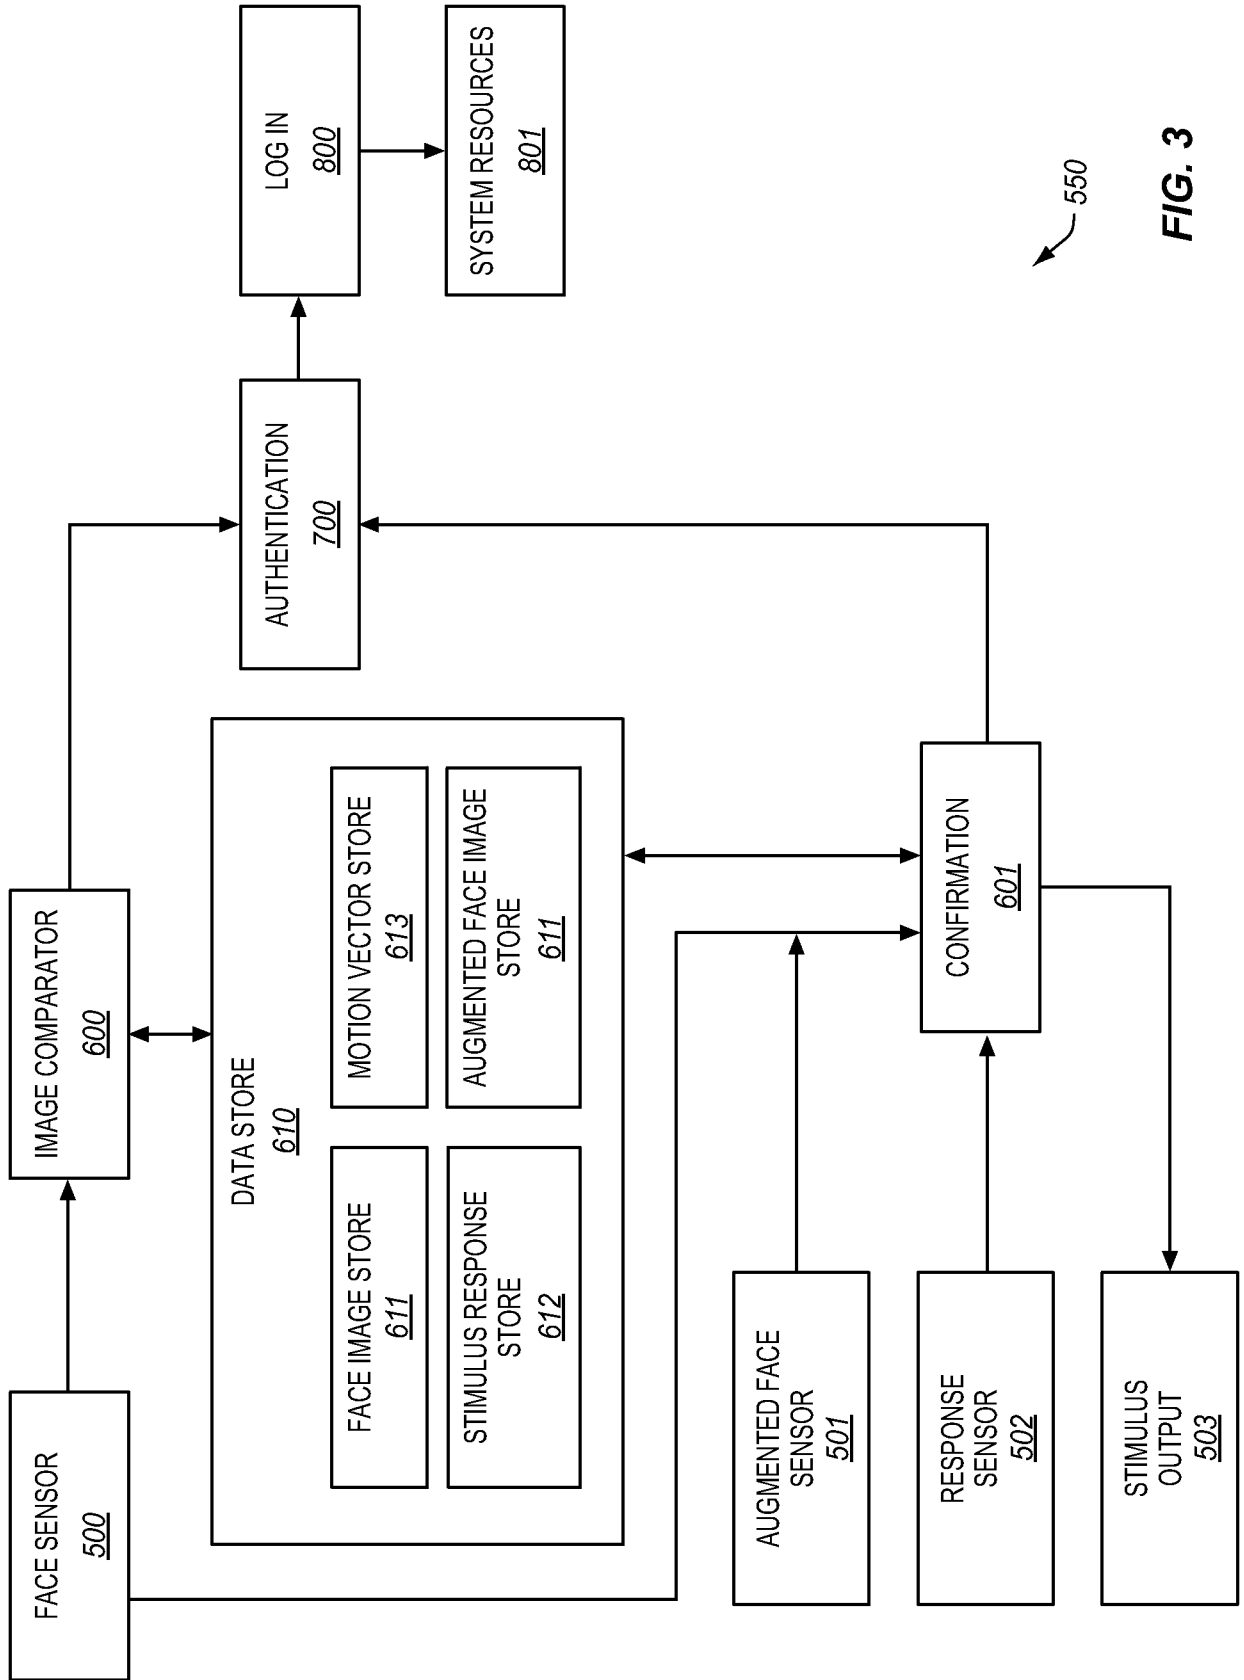 FACE SENSOR
500
IMAGE COMPARATOR
600
DATA STORE
610
FACE IMAGE STORE
611
MOTION VECTOR STORE
613
STIMULUS RESPONSE
STORE
612
AUGMENTED FACE IMAGE
STORE
611
AUTHENTICATION
700
LOG IN
800
SYSTEM RESOURCES
801
AUGMENTED FACE
SENSOR
501
RESPONSE
SENSOR
502
STIMULUS
OUTPUT
503
CONFIRMATION
601
550
FIG. 3